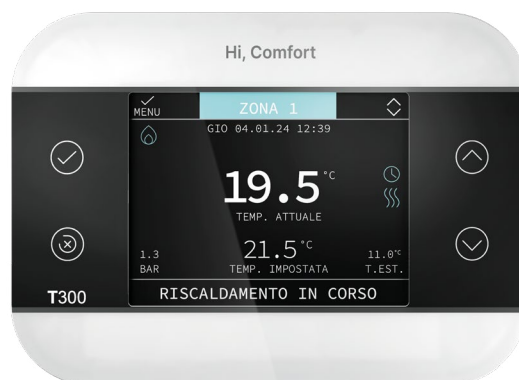 Hi, Comfort
MENU
ZONA 1
GIO 04.01.24 12:39
19.5°C
TEMP. ATTUALE
1.3
BAR
21.5°C
TEMP. IMPOSTATA
11.0°C
T.EST.
T300
RISCALDAMENTO IN CORSO